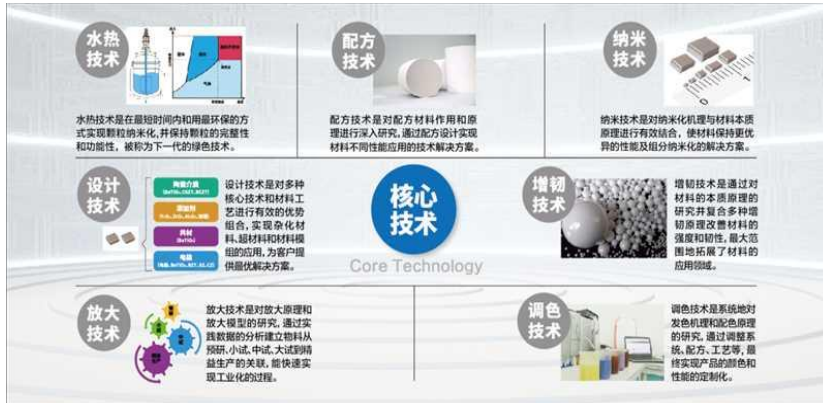 水热
技术
水热技术是在最短时间内和用最环保的方
式实现颗粒纳米化,并保持颗粒的完整性
和功能性，被称为下一代的绿色技术。
配方
技术
配方技术是对配方材料作用和原
理进行深入研究,通过配方设计实现
材料不同性能应用的技术解决方案。
纳米
技术
纳米技术是对纳米化机理与材料本质
原理进行有效结合，使材料保持更优
异的性能及组分纳米化的解决方案。
设计
技术
陶瓷介质
添加剂
共材
电极
设计技术是对多种
核心技术和材料工
艺进行有效的优势
组合，实现杂化材
料、超材料和材料模
组的应用,为客户提
供最优解决方案。
核心
技术
Core Technology
增韧
技术
增韧技术是通过对
材料的本质原理的
研究并复合多种增
韧原理改善材料的
强度和韧性，最大范
围地拓展了材料的
应用领域。
放大
技术
放大技术是对放大原理和
放大模型的研究，通过实
践数据的分析建立物料从
预研、小试、中试、大试到精
益生产的关联,能快速实
现工业化的过程。
调色
技术
调色技术是系统地对
发色机理和配色原理
的研究,通过调整系
统、配方、工艺等，最
终实现产品的颜色和
性能的定制化。